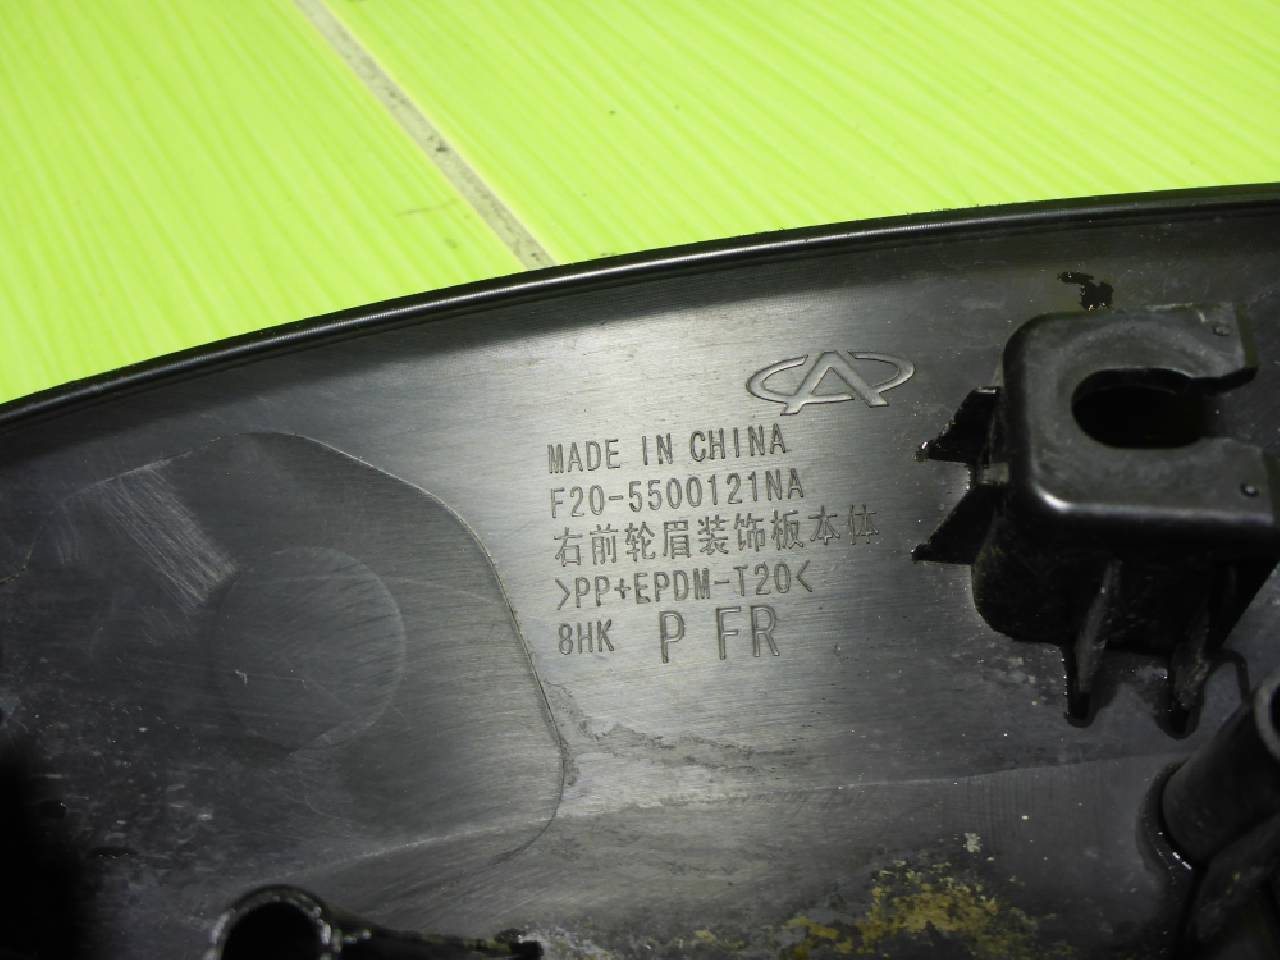 MADE IN CHINA
F20-5500121NA
右前轮眉装饰板本体
>PP+EPDM-T20<
8HK P FR